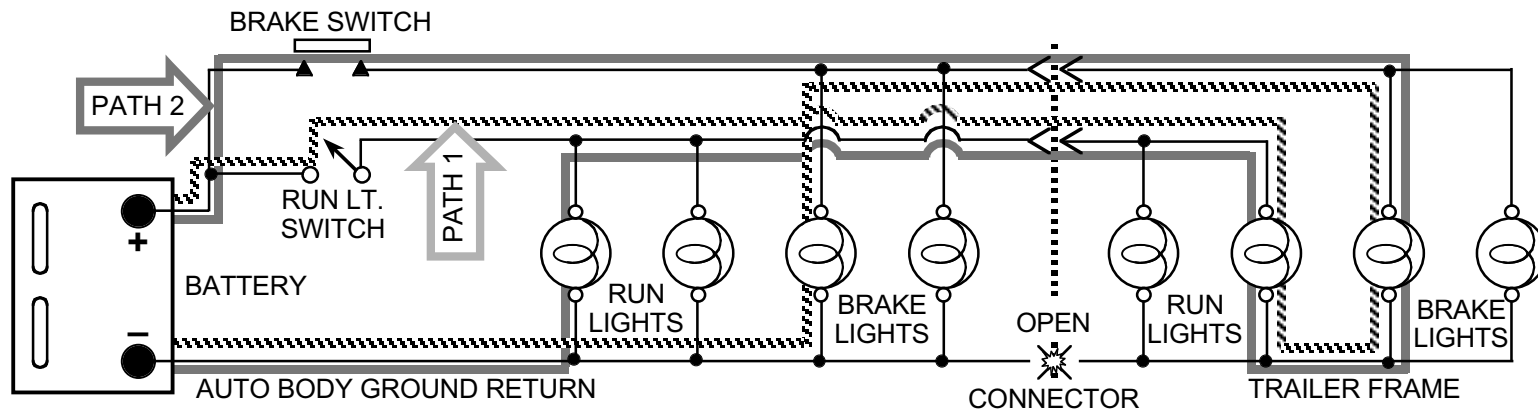 BRAKE SWITCH
PATH 2
RUN LT.
SWITCH
PATH 1
+
BATTERY
−
RUN
LIGHTS
BRAKE
LIGHTS
OPEN
RUN
LIGHTS
BRAKE
LIGHTS
AUTO BODY GROUND RETURN
CONNECTOR
TRAILER FRAME